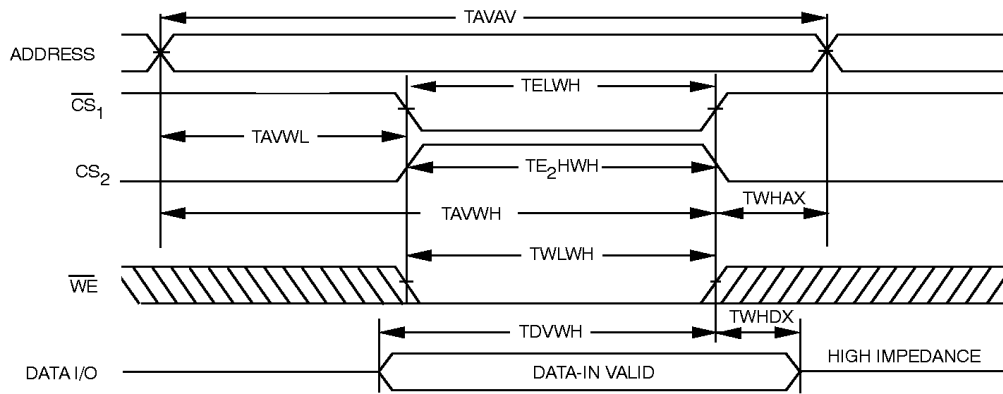 TAVAV
ADDRESS
TELWH
CS1
TAVWL
CS2
TE2HWH
TAVWH
TWHAX
TWLWH
WE
TWHDX
TDVWH
DATA I/O
DATA-IN VALID
HIGH IMPEDANCE